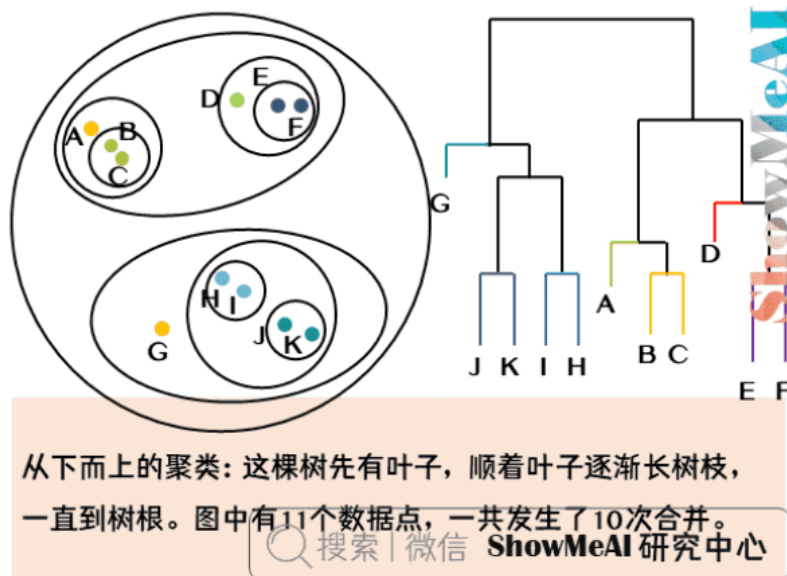 E
D
F
A
B
C
H
I
J
K
G
G
D
A
J K I H
B C
E F
ShowMeAI
从下而上的聚类: 这棵树先有叶子，顺着叶子逐渐长树枝，
一直到树根。图中有11个数据点，一共发生了10次合并。
搜索 | 微信 ShowMeAI 研究中心